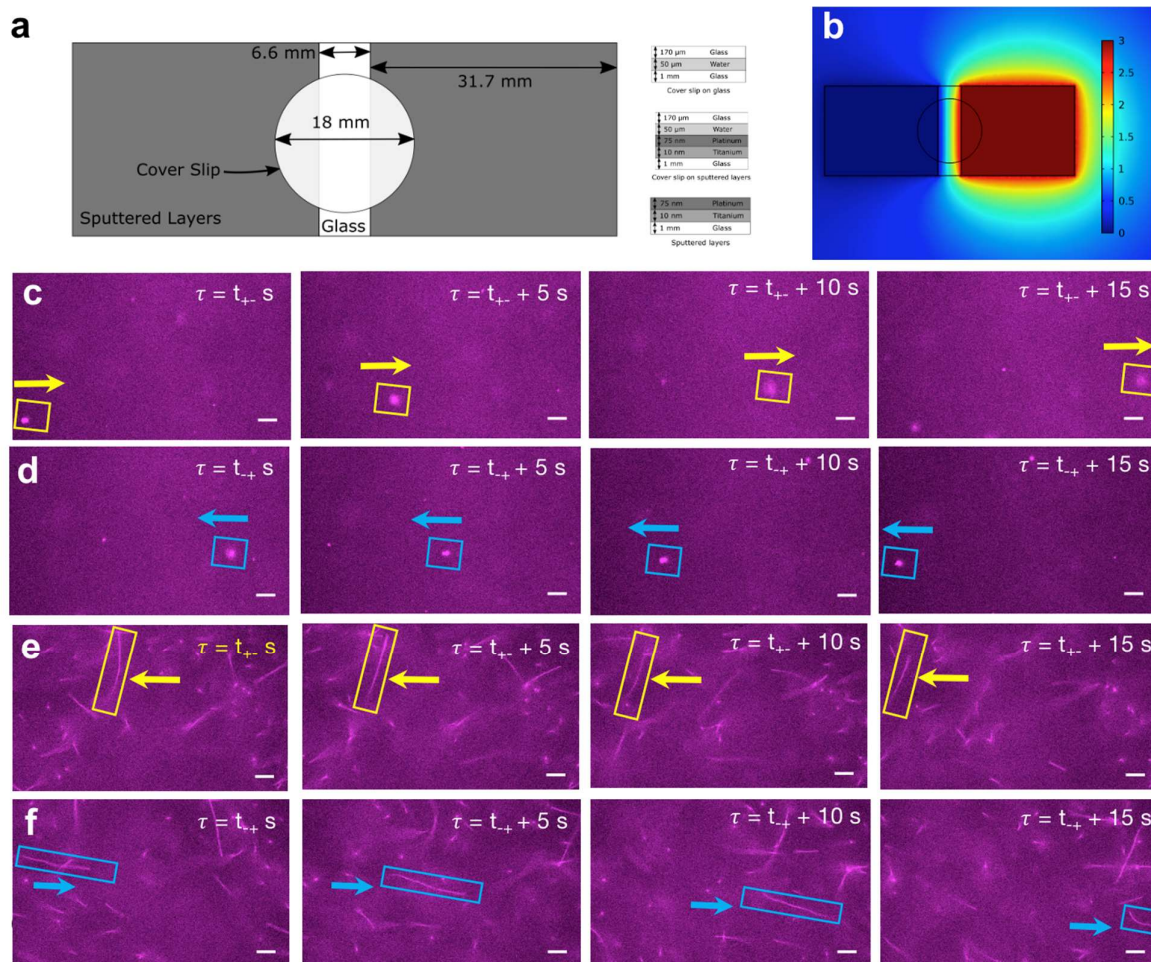 a
6.6 mm
31.7 mm
18 mm
Cover Slip
Sputtered Layers
Glass
170 μm Glass
50 μm Water
1 mm Glass
Cover slip on glass
170 μm Glass
50 μm Water
75 nm Platinum
10 nm Titanium
1 mm Glass
Cover slip on sputtered layers
75 nm Platinum
10 nm Titanium
1 mm Glass
Sputtered layers
b
3
2.5
2
1.5
1
0.5
0
c
τ = t₊₋ s
τ = t₊₋ + 5 s
τ = t₊₋ + 10 s
τ = t₊₋ + 15 s
d
τ = t₋₊ s
τ = t₋₊ + 5 s
τ = t₋₊ + 10 s
τ = t₋₊ + 15 s
e
τ = t₊₋ s
τ = t₊₋ + 5 s
τ = t₊₋ + 10 s
τ = t₊₋ + 15 s
f
τ = t₋₊ s
τ = t₋₊ + 5 s
τ = t₋₊ + 10 s
τ = t₋₊ + 15 s